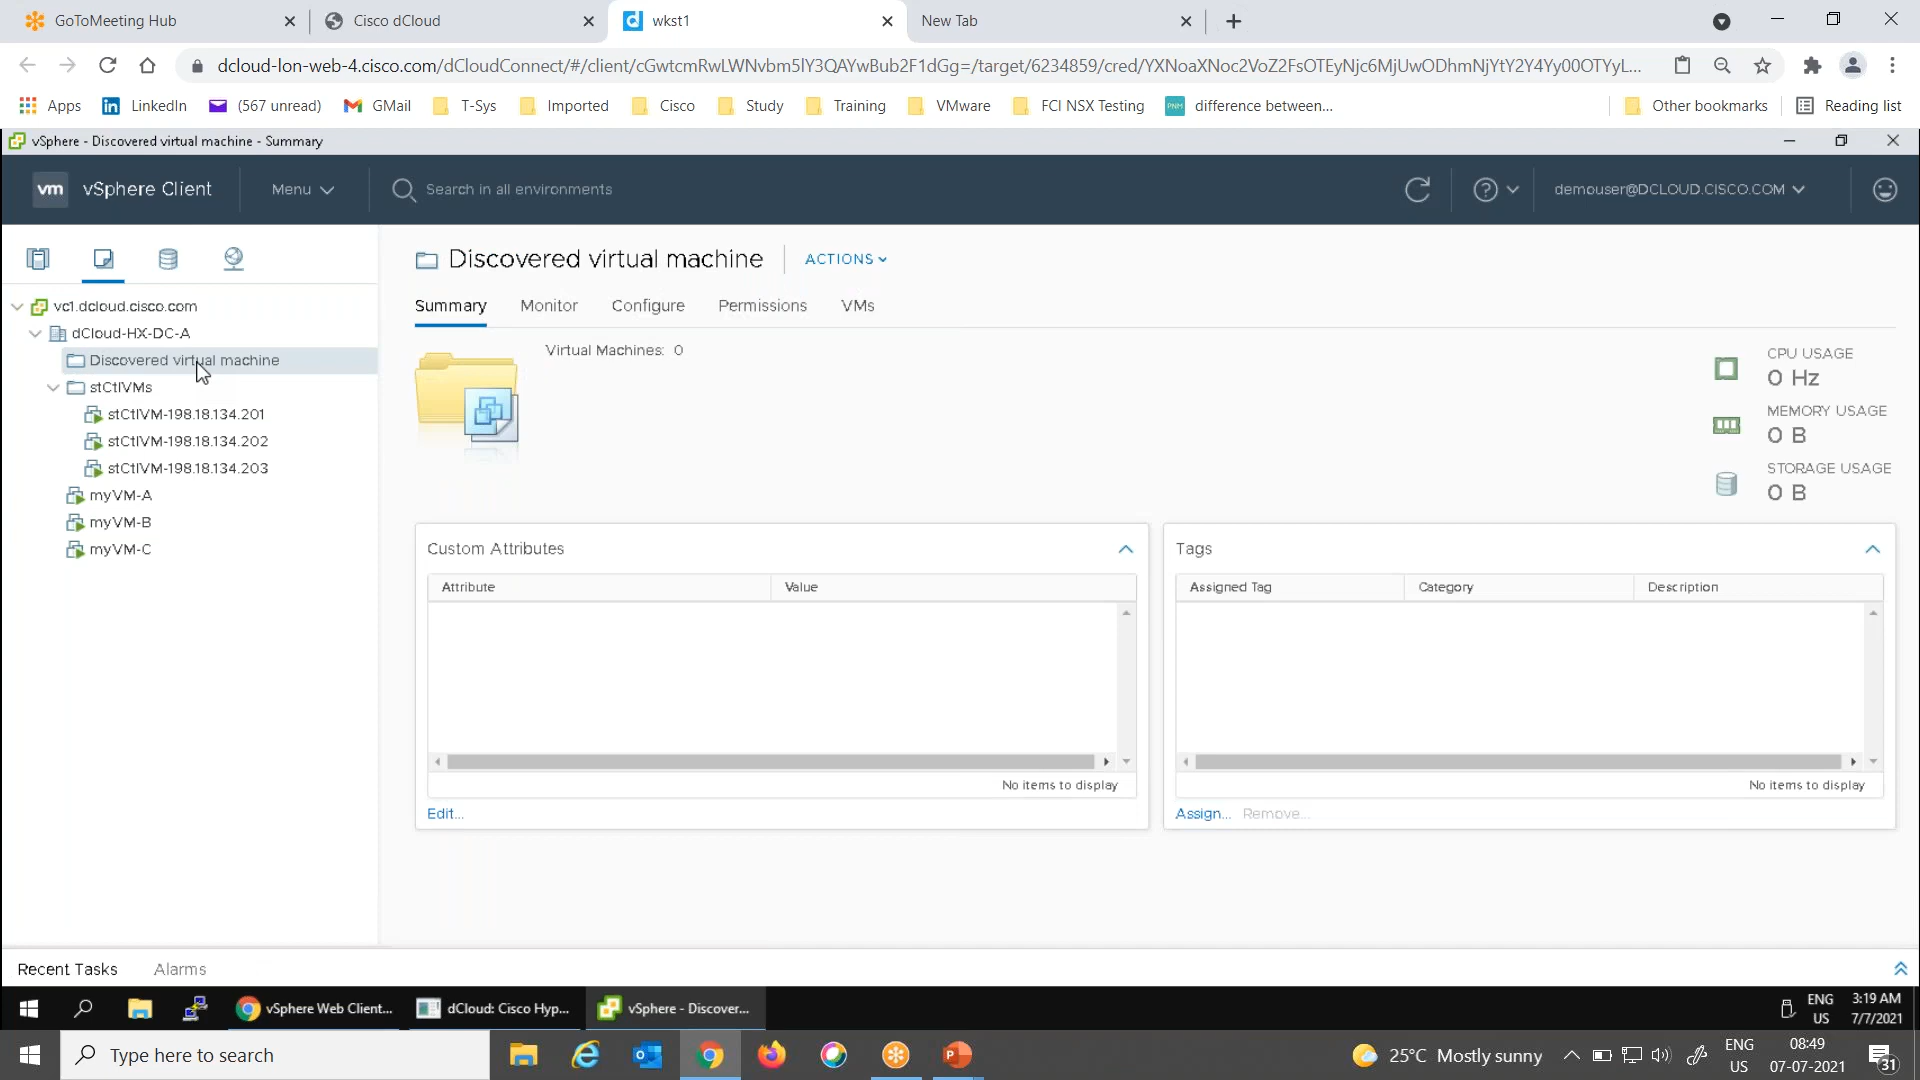 GoToMeeting Hub
Cisco dCloud
wkst1
New Tab
dcloud-lon-web-4.cisco.com/dCloudConnect/#/client/cGwtcmRwLWNvbm5lY3QAYwBub2F1dGg=/target/6234859/cred/YXNoaXNoc2VoZ2FsOTEyNjc6MjUwODhmNjYtY2Y4Yy00OTYyL...
Apps
LinkedIn
(567 unread)
GMail
T-Sys
Imported
Cisco
Study
Training
VMware
FCI NSX Testing
PNM
difference between...
Other bookmarks
Reading list
vSphere - Discovered virtual machine - Summary
vm vSphere Client
Menu
Search in all environments
demouser@DCLOUD.CISCO.COM
Discovered virtual machine
ACTIONS
vc1.dcloud.cisco.com
dCloud-HX-DC-A
Discovered virtual machine
stCtlVMs
stCtlVM-198.18.134.201
stCtlVM-198.18.134.202
stCtlVM-198.18.134.203
myVM-A
myVM-B
myVM-C
Summary
Monitor
Configure
Permissions
VMs
Virtual Machines: 0
CPU USAGE
0 Hz
MEMORY USAGE
0 B
STORAGE USAGE
0 B
Custom Attributes
Attribute
Value
No items to display
Edit...
Tags
Assigned Tag
Category
Description
No items to display
Assign...
Remove...
Recent Tasks
Alarms
vSphere Web Client...
dCloud: Cisco Hyp...
vSphere - Discover...
ENG
US
3:19 AM
7/7/2021
Type here to search
25°C Mostly sunny
ENG
US
08:49
07-07-2021
31